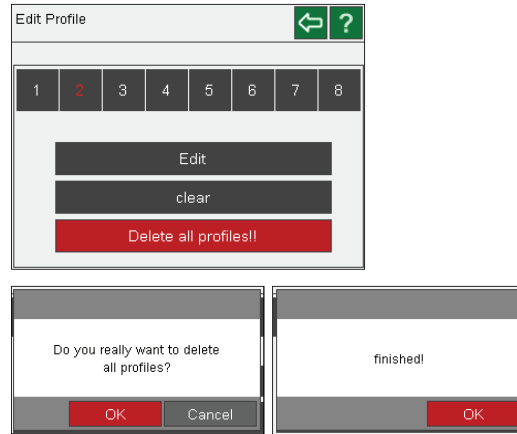 Edit Profile ?
1 2 3 4 5 6 7 8
Edit
clear
Delete all profiles!!
Do you really want to delete
all profiles?
OK Cancel
finished!
OK